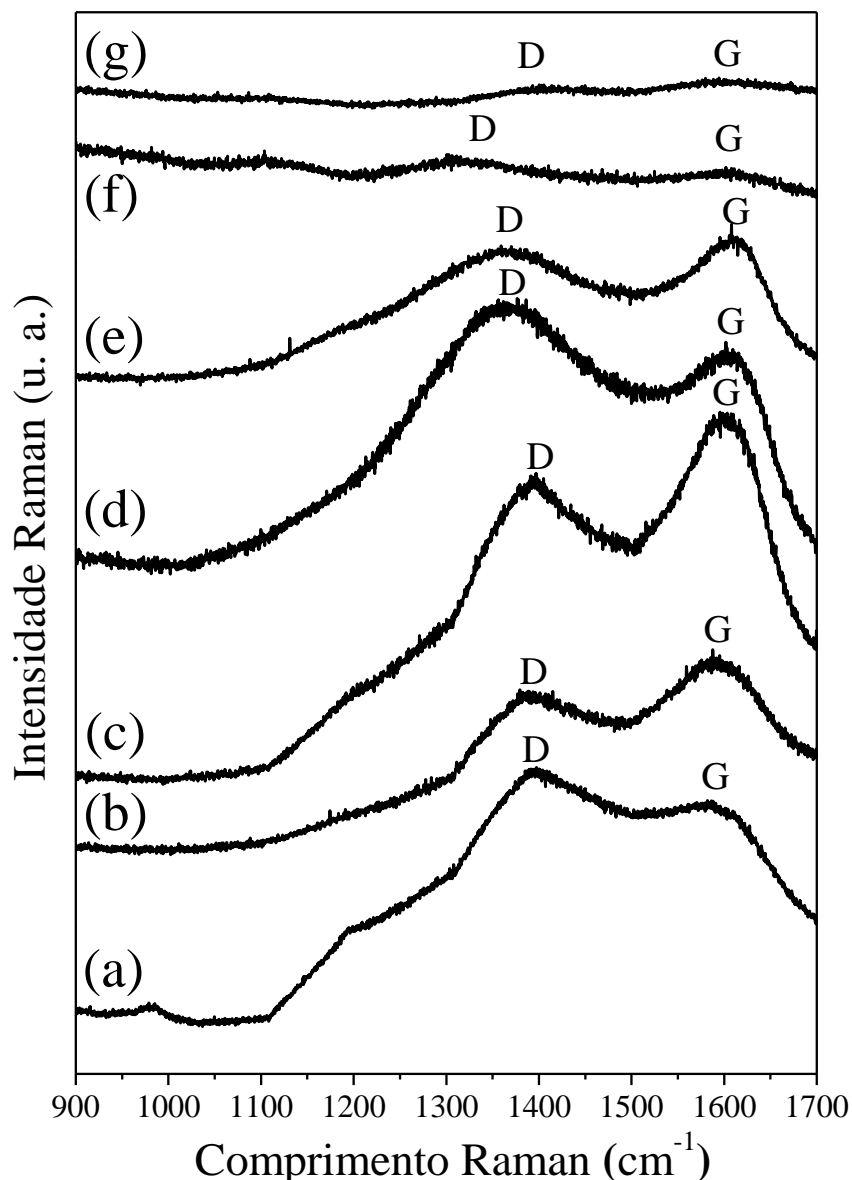 (g)
D
G
D
G
(f)
D
G
(e)
D
G
(d)
D
G
(c)
D
G
(b)
D
G
(a)
Intensidade Raman (u. a.)
900 1000 1100 1200 1300 1400 1500 1600 1700
Comprimento Raman (cm⁻¹)